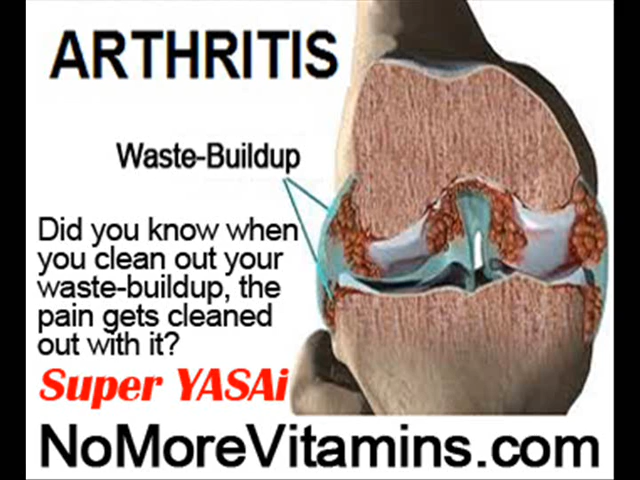 ARTHRITIS
Waste-Buildup
Did you know when
you clean out your
waste-buildup, the
pain gets cleaned
out with it?
Super YASAi
NoMoreVitamins.com